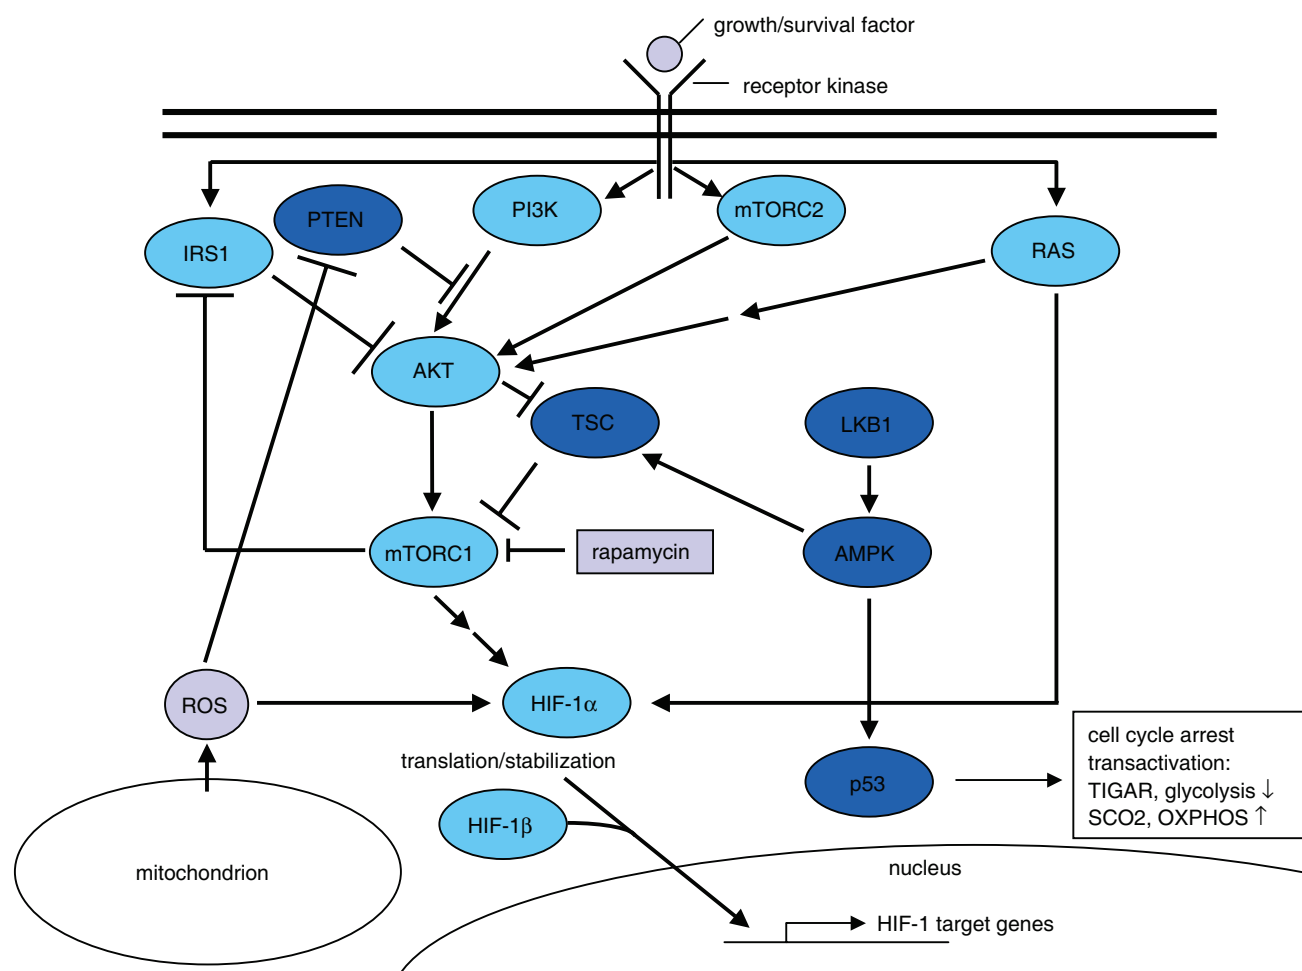 growth/survival factor
receptor kinase
PTEN
PI3K
mTORC2
IRS1
RAS
AKT
TSC
LKB1
mTORC1
rapamycin
AMPK
ROS
HIF-1α
translation/stabilization
p53
cell cycle arrest
transactivation:
TIGAR, glycolysis ↓
SCO2, OXPHOS ↑
HIF-1β
mitochondrion
nucleus
HIF-1 target genes